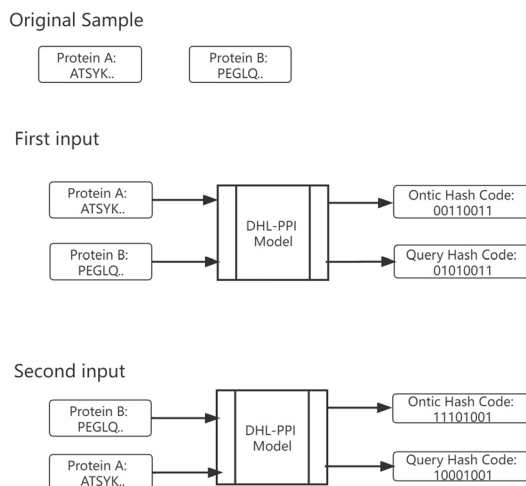 Original Sample
Protein A:
ATSYK..
Protein B:
PEGLQ..
First input
Protein A:
ATSYK..
Protein B:
PEGLQ..
DHL-PPI
Model
Ontic Hash Code:
00110011
Query Hash Code:
01010011
Second input
Protein B:
PEGLQ..
Protein A:
ATSYK..
DHL-PPI
Model
Ontic Hash Code:
11101001
Query Hash Code:
10001001